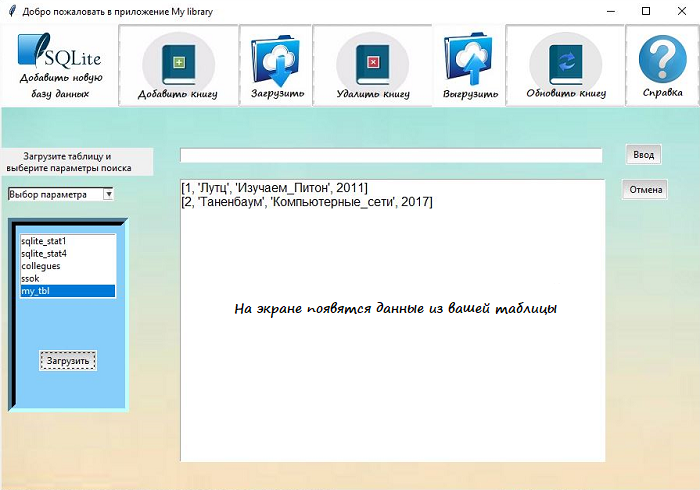 Добро пожаловать в приложение My library
SQLite
Добавить новую
базу данных
Добавить книгу
Загрузить
Удалить книгу
Выгрузить
Обновить книгу
Справка
Загрузите таблицу и
выберите параметры поиска
Ввод
Выбор параметра
Отмена
[1, 'Лутц', 'Изучаем_Питон', 2011]
[2, 'Таненбаум', 'Компьютерные_сети', 2017]
sqlite_stat1
sqlite_stat4
collegues
ssok
my_tbl
На экране появятся данные из вашей таблицы
Загрузить